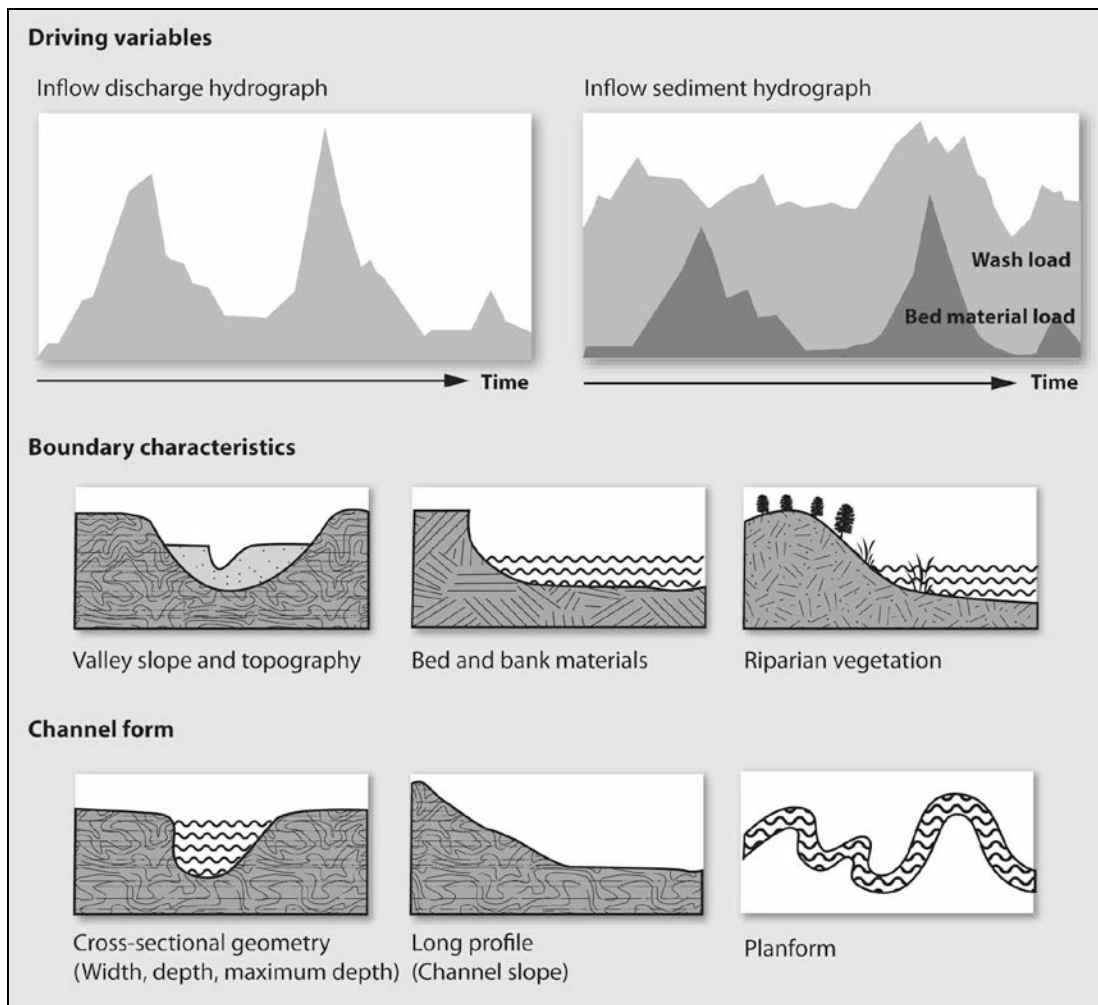 Driving variables
Inflow discharge hydrograph
Inflow sediment hydrograph
Wash load
Bed material load
Time
Time
Boundary characteristics
Valley slope and topography
Bed and bank materials
Riparian vegetation
Channel form
Cross-sectional geometry
(Width, depth, maximum depth)
Long profile
(Channel slope)
Planform